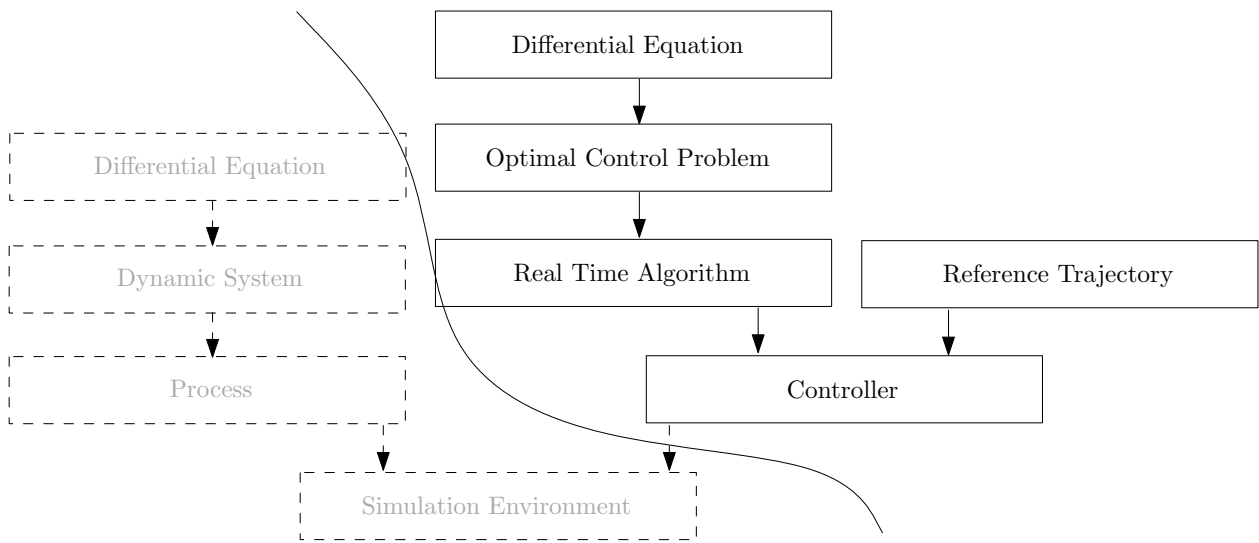 Differential Equation
Optimal Control Problem
Differential Equation
Real Time Algorithm
Reference Trajectory
Dynamic System
Controller
Process
Simulation Environment